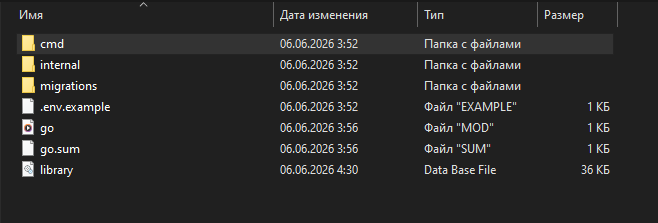 Имя Дата изменения Тип Размер
cmd 06.06.2026 3:52 Папка с файлами
internal 06.06.2026 3:52 Папка с файлами
migrations 06.06.2026 3:52 Папка с файлами
.env.example 06.06.2026 3:52 Файл "EXAMPLE" 1 КБ
go 06.06.2026 3:56 Файл "MOD" 1 КБ
go.sum 06.06.2026 3:56 Файл "SUM" 1 КБ
library 06.06.2026 4:30 Data Base File 36 КБ